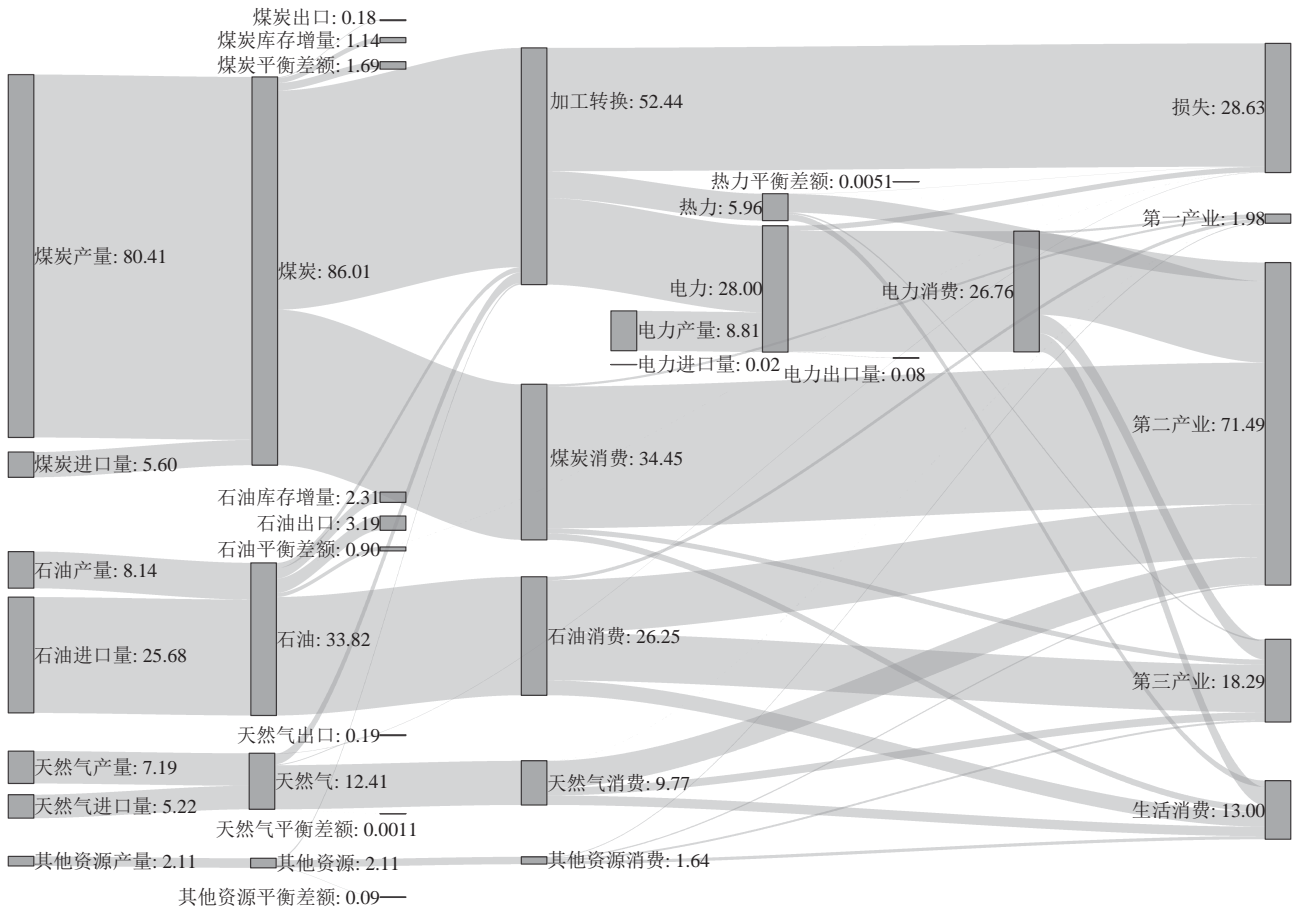 煤炭出口: 0.18
煤炭库存增量: 1.14
煤炭平衡差额: 1.69
加工转换: 52.44
损失: 28.63
热力平衡差额: 0.0051
热力: 5.96
第一产业: 1.98
煤炭产量: 80.41
煤炭: 86.01
电力: 28.00
电力消费: 26.76
电力产量: 8.81
电力进口量: 0.02
电力出口量: 0.08
第二产业: 71.49
煤炭进口量: 5.60
煤炭消费: 34.45
石油库存增量: 2.31
石油出口: 3.19
石油平衡差额: 0.90
石油产量: 8.14
石油: 33.82
石油消费: 26.25
石油进口量: 25.68
第三产业: 18.29
天然气出口: 0.19
天然气产量: 7.19
天然气: 12.41
天然气消费: 9.77
天然气进口量: 5.22
生活消费: 13.00
天然气平衡差额: 0.0011
其他资源产量: 2.11
其他资源: 2.11
其他资源消费: 1.64
其他资源平衡差额: 0.09